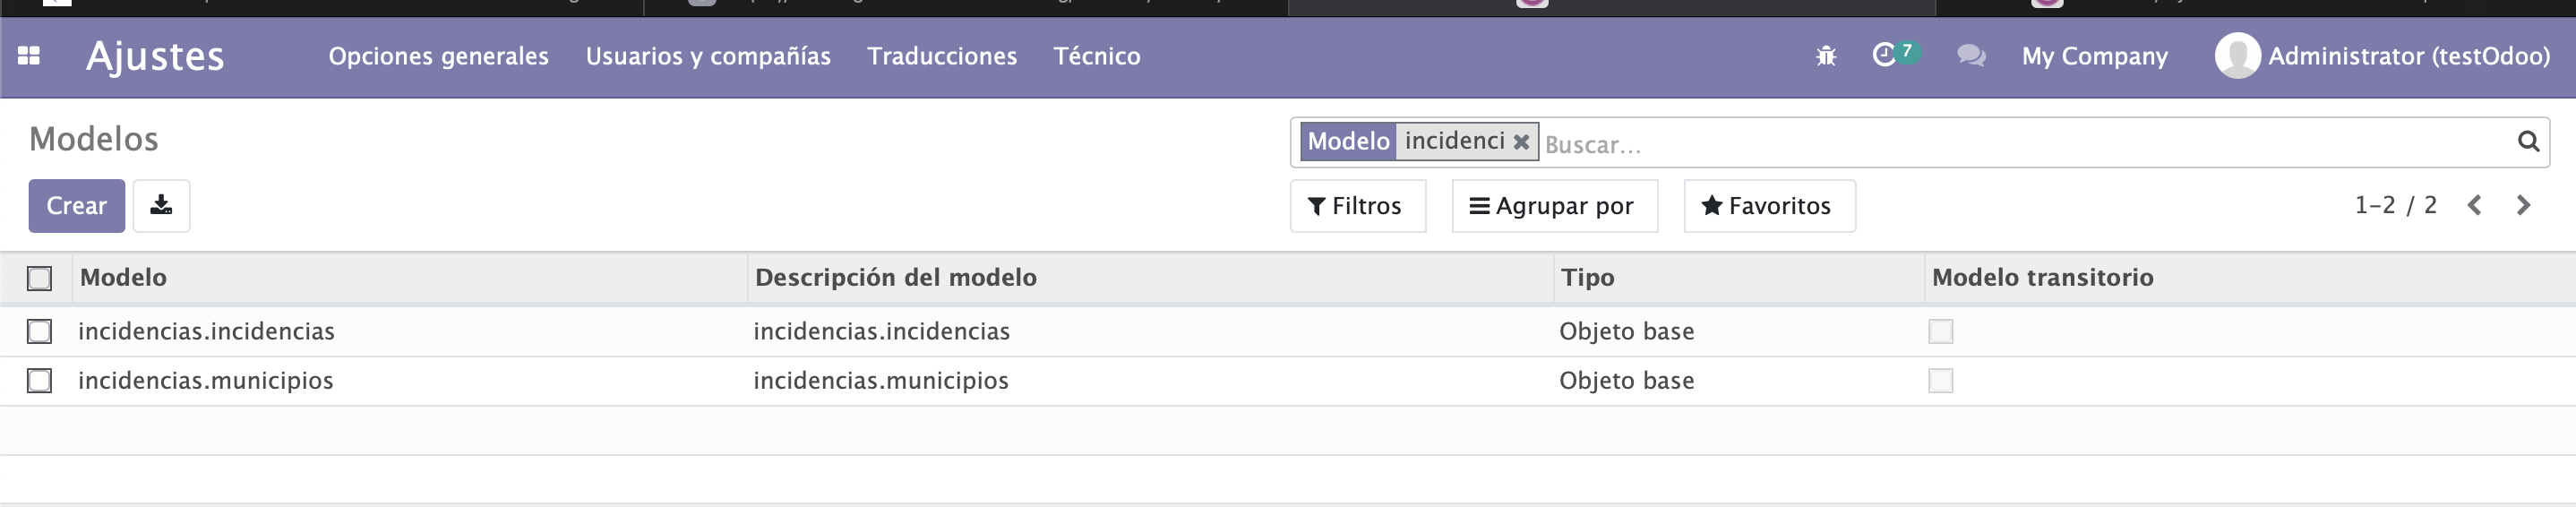 Ajustes Opciones generales Usuarios y compañías Traducciones Técnico 7 My Company Administrator (testOdoo)
Modelos
Modelo incidenci Buscar...
Crear Filtros Agrupar por Favoritos 1-2 / 2
Modelo Descripción del modelo Tipo Modelo transitorio
incidencias.incidencias incidencias.incidencias Objeto base
incidencias.municipios incidencias.municipios Objeto base